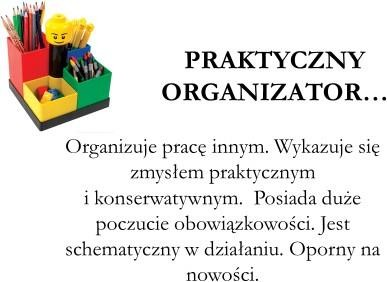 PRAKTYCZNY
ORGANIZATOR…
Organizuje pracę innym. Wykazuje się
zmysłem praktycznym
i konserwatywnym. Posiada duże
poczucie obowiązkowości. Jest
schematyczny w działaniu. Oporny na
nowości.